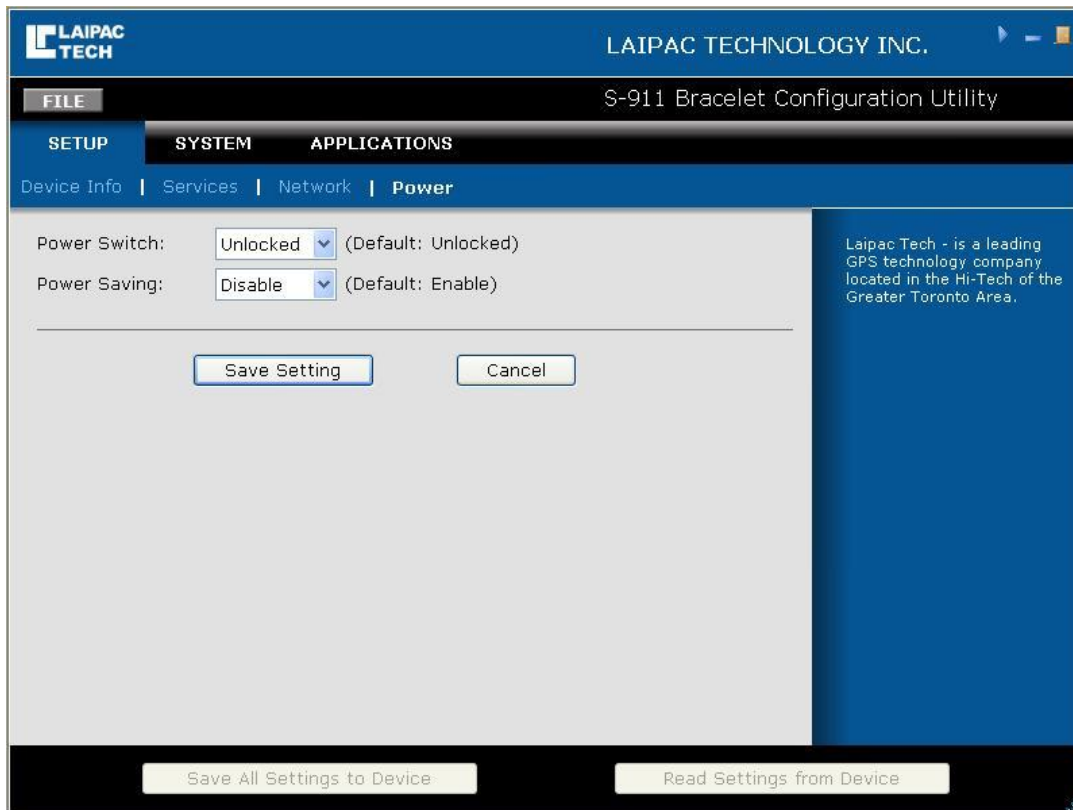 LAIPAC
TECH
LAIPAC TECHNOLOGY INC.
FILE
S-911 Bracelet Configuration Utility
SETUP SYSTEM APPLICATIONS
Device Info | Services | Network | Power
Power Switch: Unlocked (Default: Unlocked)
Power Saving: Disable (Default: Enable)
Save Setting Cancel
Laipac Tech - is a leading
GPS technology company
located in the Hi-Tech of the
Greater Toronto Area.
Save All Settings to Device Read Settings from Device